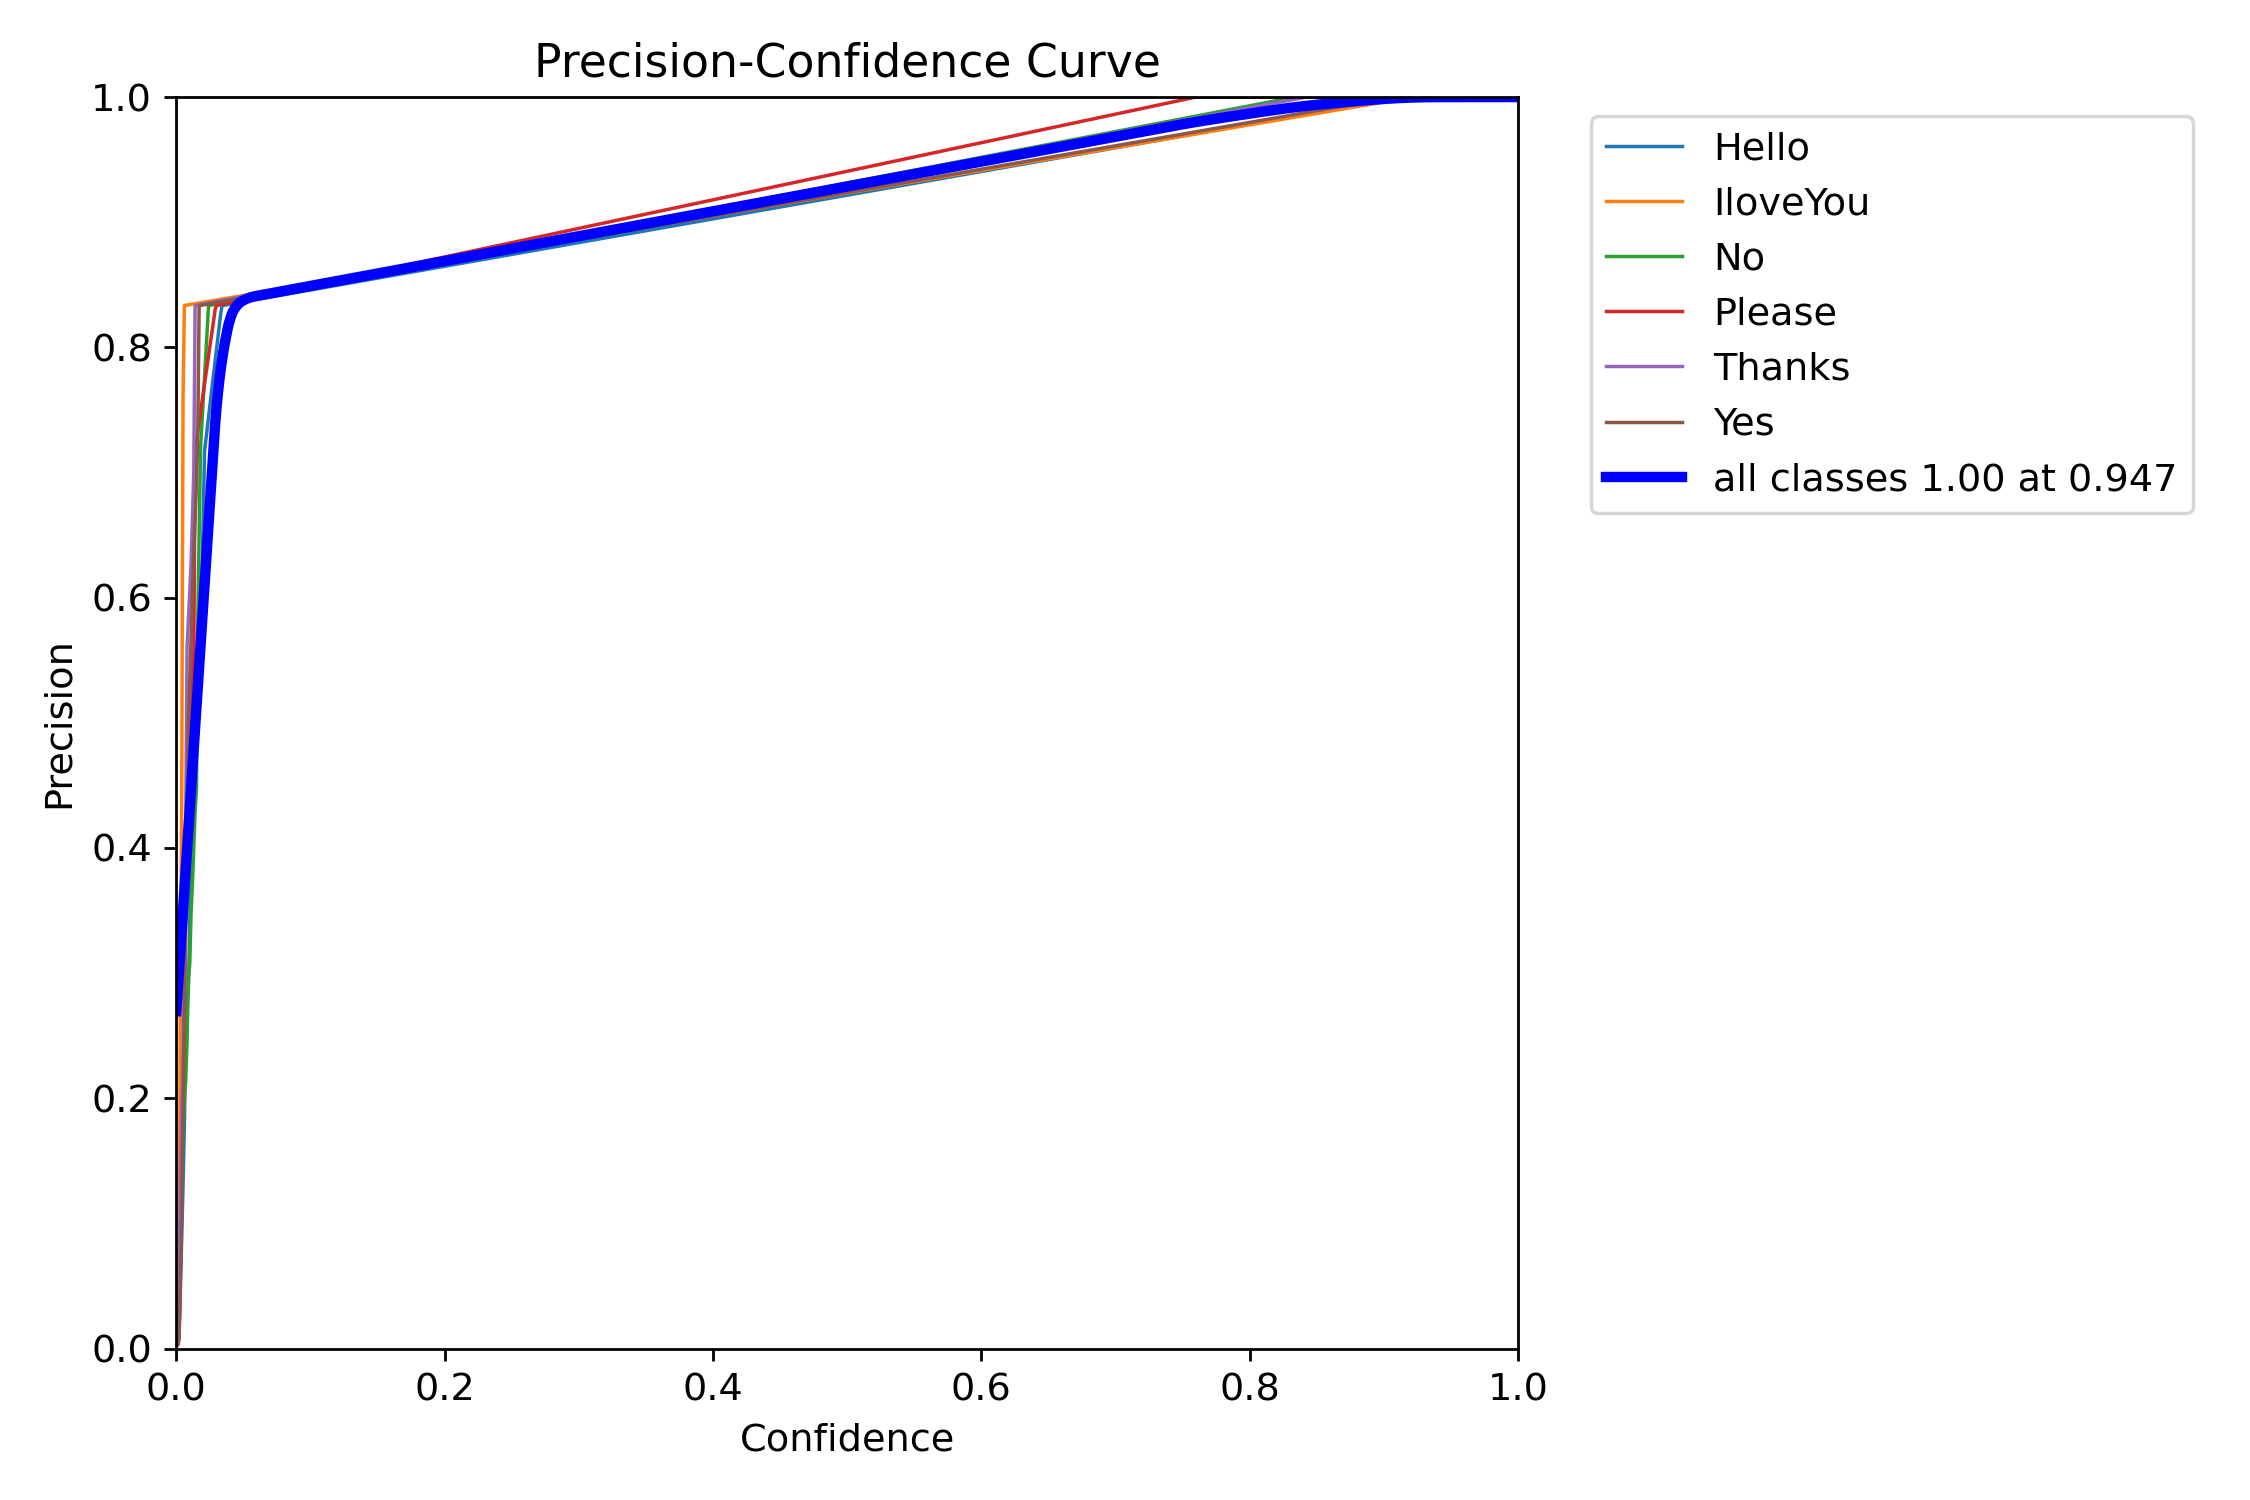 Precision-Confidence Curve
1.0
0.8
0.6
0.4
0.2
0.0
Precision
0.0 0.2 0.4 0.6 0.8 1.0
Confidence
Hello
IloveYou
No
Please
Thanks
Yes
all classes 1.00 at 0.947